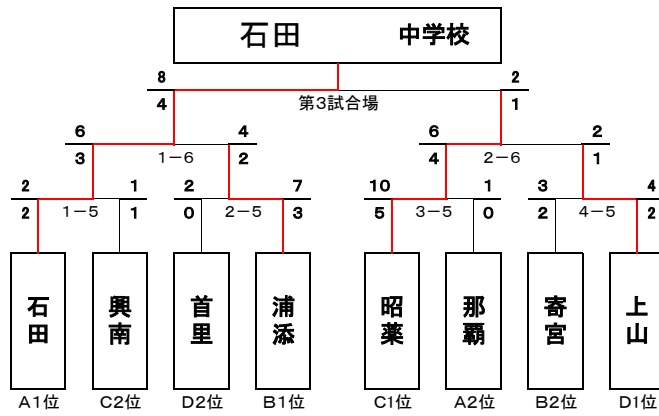 石田 中学校
8 2
4 第3試合場 1
6 4 6 2
3 1－6 2 4 2－6 1
2 1 2 7 10 1 3 4
2 1－5 1 0 2－5 3 5 3－5 0 2 4－5 2
石田 興南 首里 浦添 昭薬 那覇 寄宮 上山
A1位 C2位 D2位 B1位 C1位 A2位 B2位 D1位